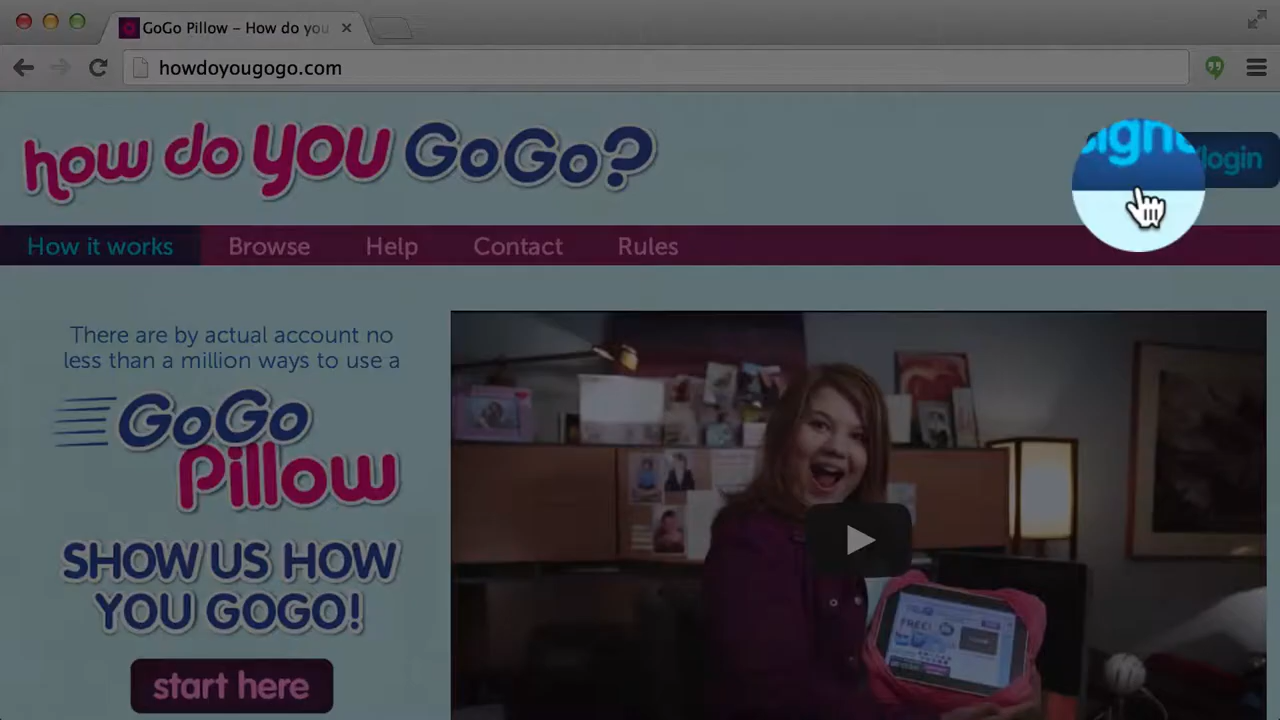 GoGo Pillow – How do you
howdoyougogo.com
how do you GoGo?
/login
How it works
Browse
Help
Contact
Rules
There are by actual account no
less than a million ways to use a
GoGo
Pillow
SHOW US HOW
YOU GOGO!
start here
FREE!